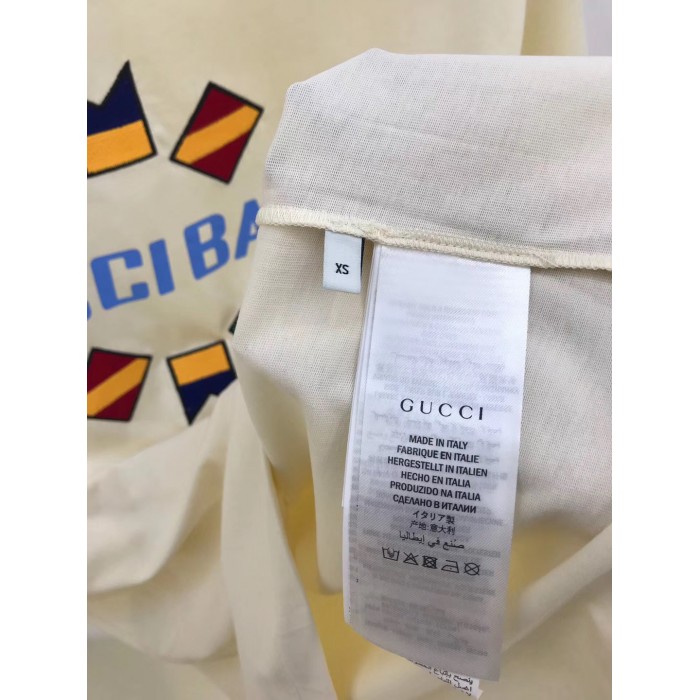 CCI BA
XS
GUCCI
MADE IN ITALY
FABRIQUE EN ITALIE
HERGESTELLT IN ITALIEN
HECHO EN ITALIA
PRODUZIDO NA ITALIA
СДЕЛАНО В ИТАЛИИ
イタリア製
产地:意大利
صنع في إيطاليا